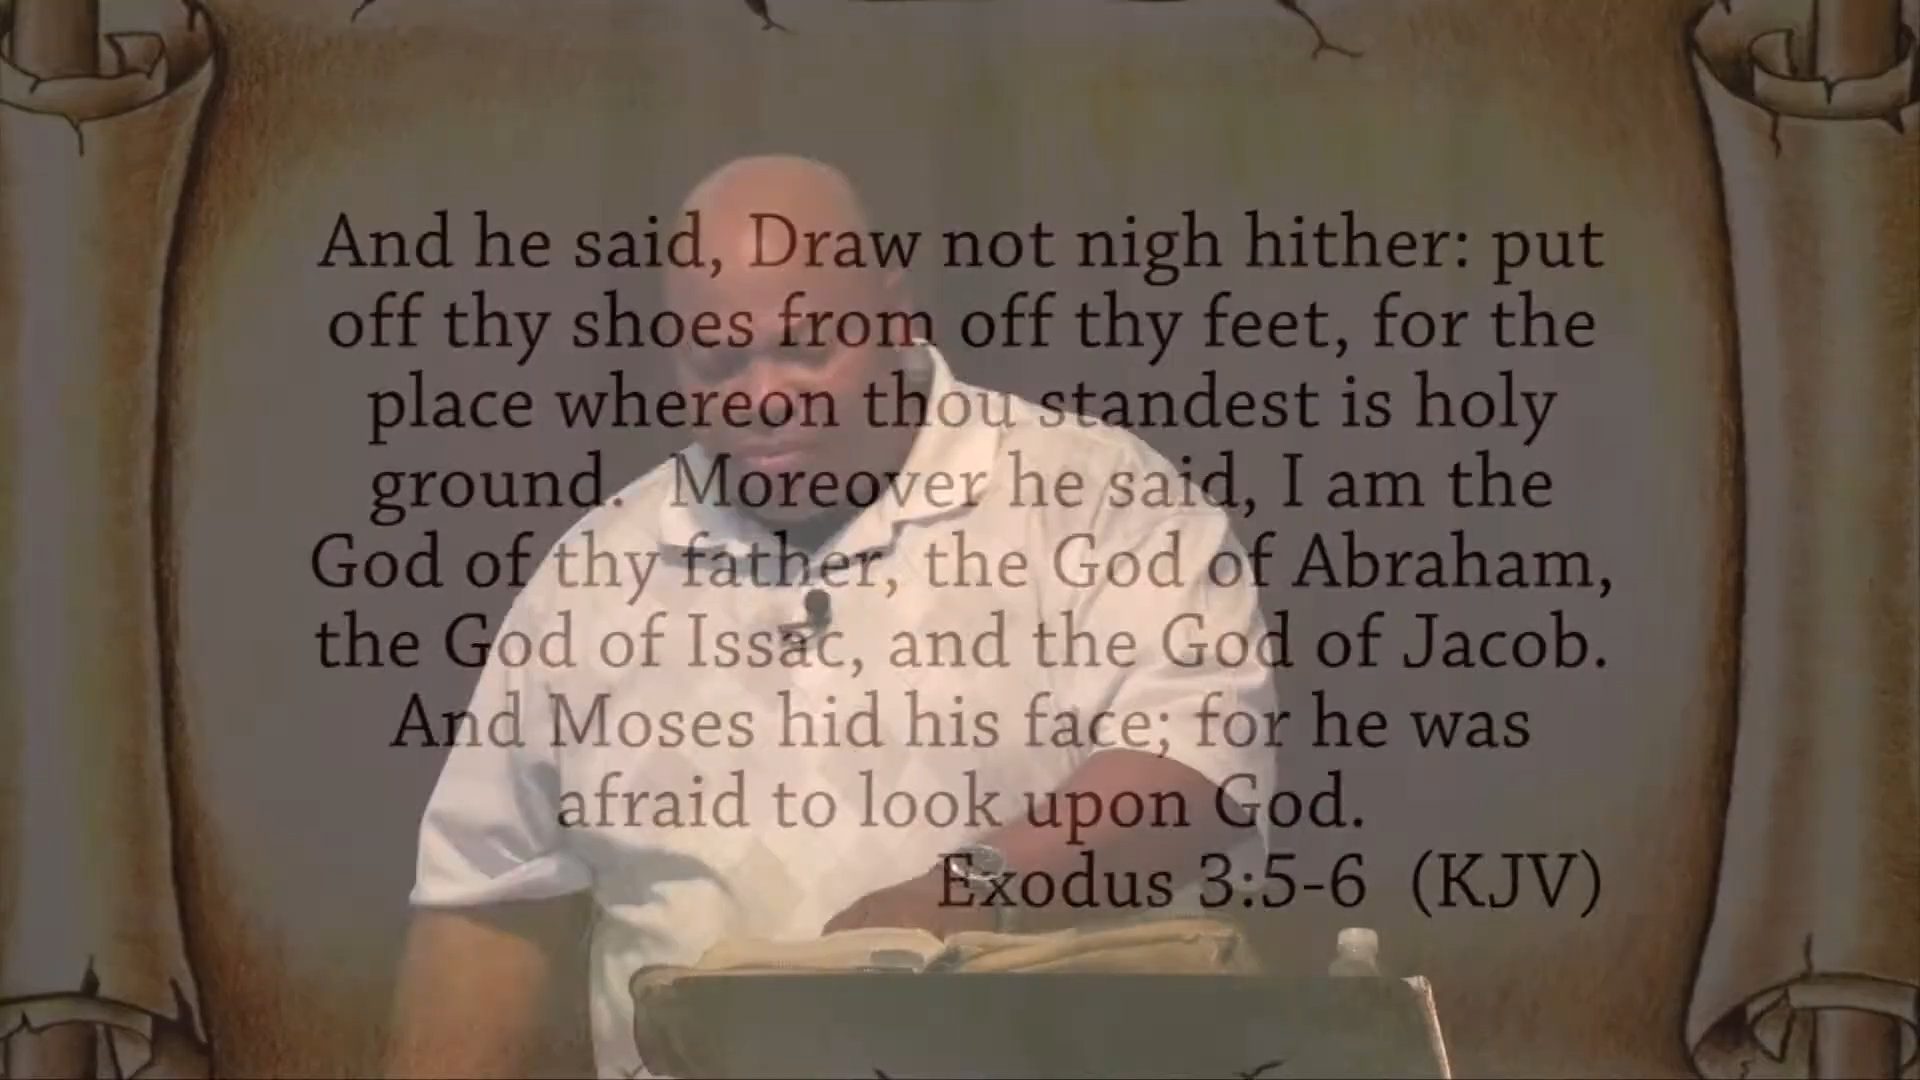 And he said, Draw not nigh hither: put
off thy shoes from off thy feet, for the
place whereon thou standest is holy
ground. Moreover he said, I am the
God of thy father, the God of Abraham,
the God of Issac, and the God of Jacob.
And Moses hid his face; for he was
afraid to look upon God.
Exodus 3:5-6 (KJV)